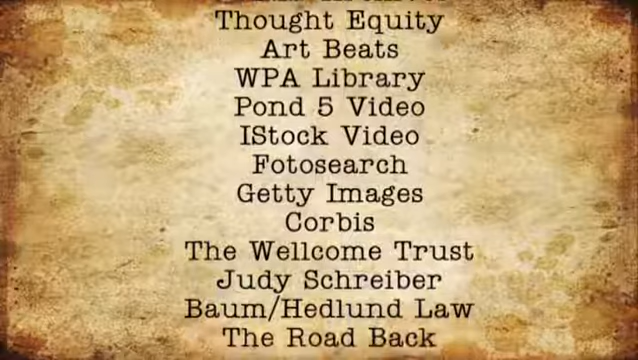 Thought Equity
Art Beats
WPA Library
Pond 5 Video
IStock Video
Fotosearch
Getty Images
Corbis
The Wellcome Trust
Judy Schreiber
Baum/Hedlund Law
The Road Back